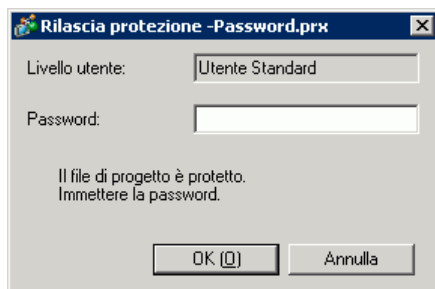 Rilascia protezione -Password.prx
Livello utente: Utente Standard
Password:
Il file di progetto è protetto.
Immettere la password.
OK (O) Annulla